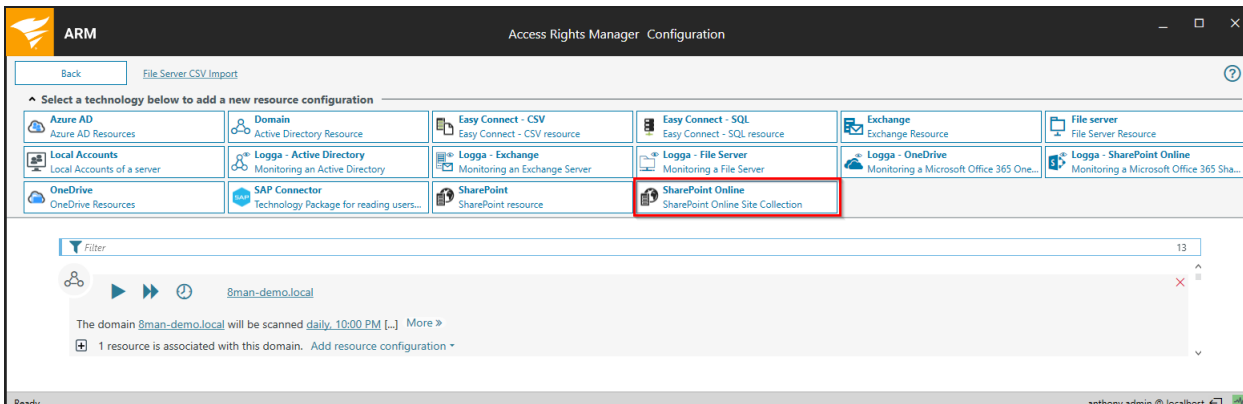 ARM
Access Rights Manager Configuration
Back
File Server CSV Import
Select a technology below to add a new resource configuration
Azure AD
Azure AD Resources
Domain
Active Directory Resource
Easy Connect - CSV
Easy Connect - CSV resource
Easy Connect - SQL
Easy Connect - SQL resource
Exchange
Exchange Resource
File server
File Server Resource
Local Accounts
Local Accounts of a server
Logga - Active Directory
Monitoring an Active Directory
Logga - Exchange
Monitoring an Exchange Server
Logga - File Server
Monitoring a File Server
Logga - OneDrive
Monitoring a Microsoft Office 365 One...
Logga - SharePoint Online
Monitoring a Microsoft Office 365 Sha...
OneDrive
OneDrive Resources
SAP
SAP Connector
Technology Package for reading users...
SharePoint
SharePoint resource
SharePoint Online
SharePoint Online Site Collection
Filter
13
8man-demo.local
The domain 8man-demo.local will be scanned daily, 10:00 PM [...] More »
1 resource is associated with this domain. Add resource configuration
Ready
anthony admin @ localhost